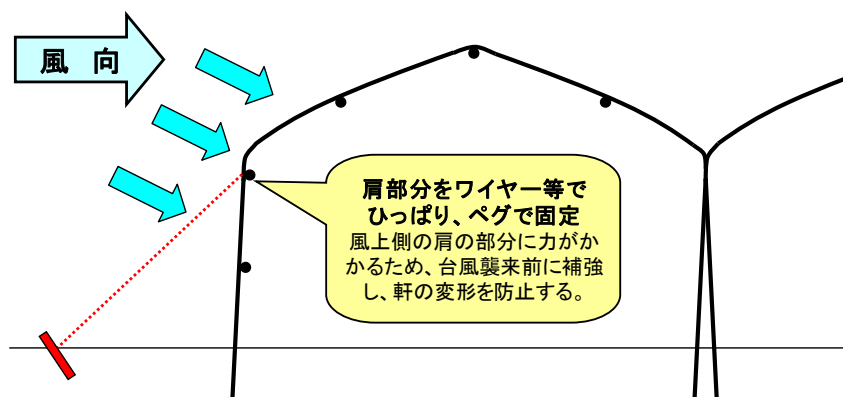 風 向
肩部分をワイヤー等で
ひっぱり、ペグで固定
風上側の肩の部分に力がか
かるため、台風襲来前に補強
し、軒の変形を防止する。